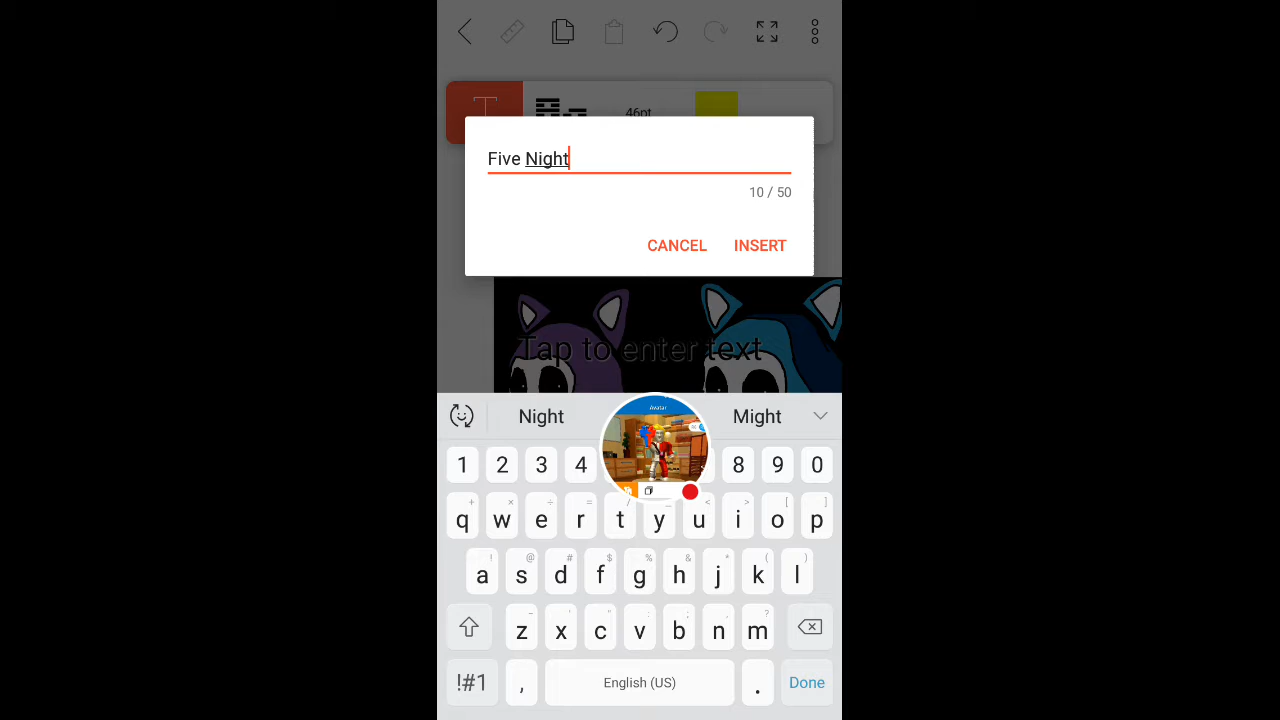 T 46pt
Five Night
10 / 50
CANCEL INSERT
Tap to enter text
Night Might
Avatar
1 2 3 4 8 9 0
+ × ÷ = / _ < > [ ]
q w e r t y u i o p
! @ # $ % & * ( )
a s d f g h j k l
- ' " : ; , ?
z x c v b n m
!#1 , English (US) . Done